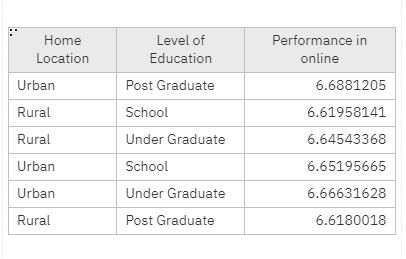 Home Location Level of Education Performance in online
Urban Post Graduate 6.6881205
Rural School 6.61958141
Rural Under Graduate 6.64543368
Urban School 6.65195665
Urban Under Graduate 6.66631628
Rural Post Graduate 6.6180018